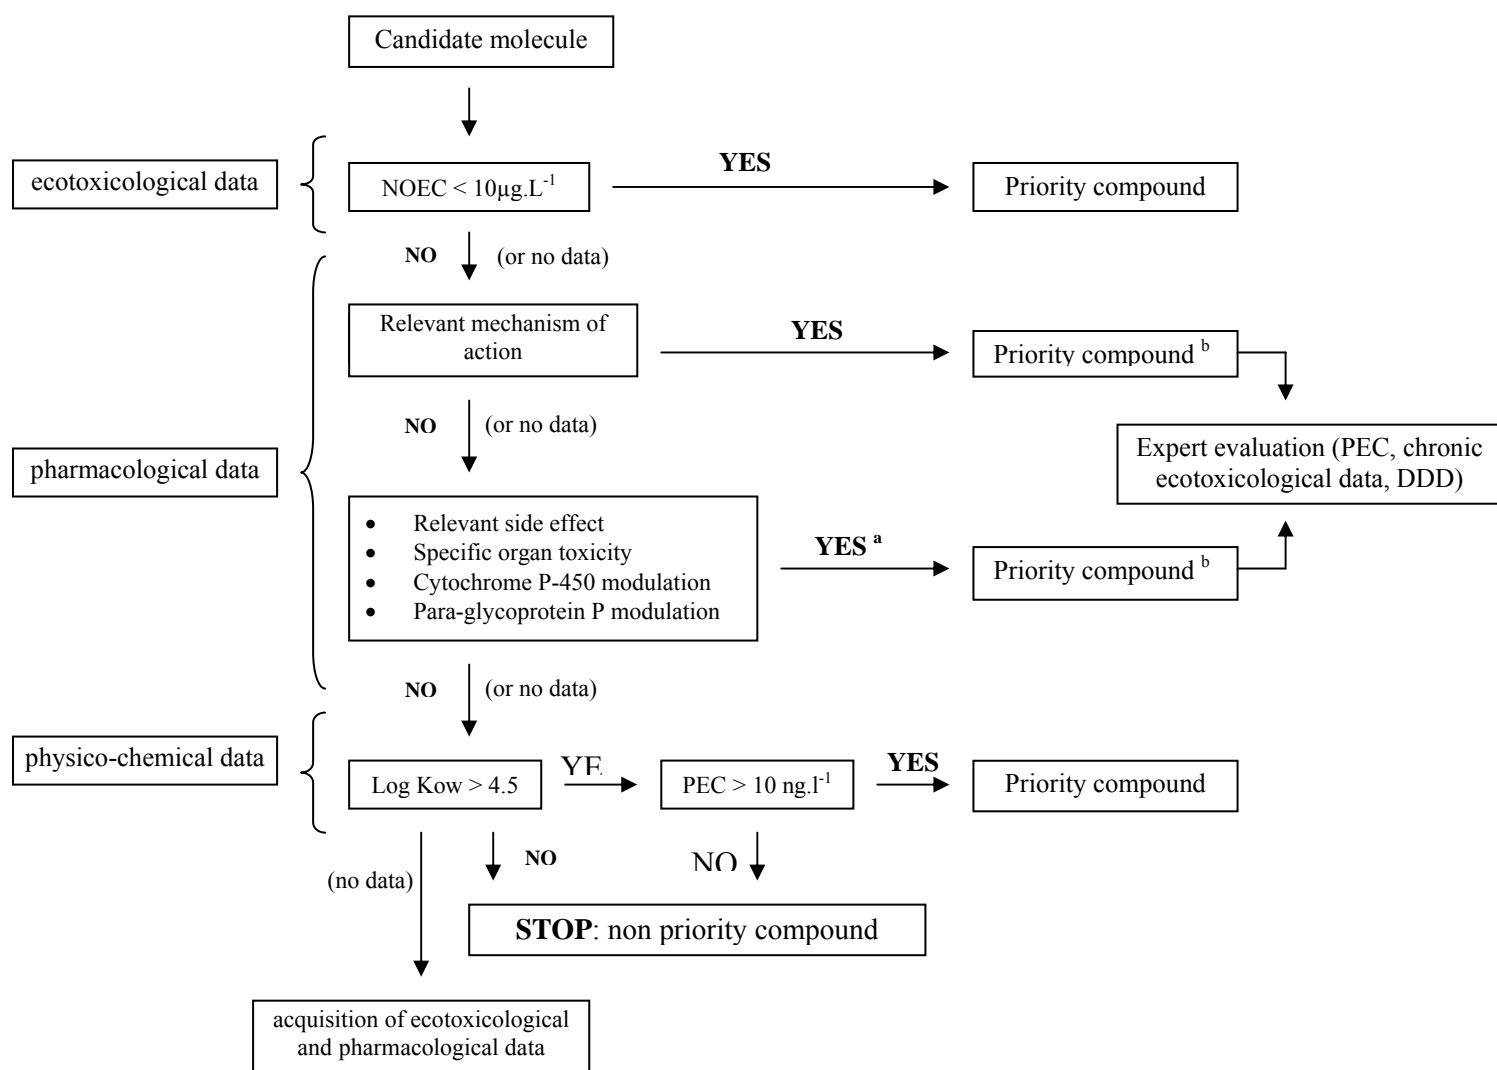 Candidate molecule
ecotoxicological data
NOEC < 10µg.L-1
YES
Priority compound
NO
(or no data)
pharmacological data
Relevant mechanism of
action
YES
Priority compound b
NO
(or no data)
Expert evaluation (PEC, chronic
ecotoxicological data, DDD)
• Relevant side effect
• Specific organ toxicity
• Cytochrome P-450 modulation
• Para-glycoprotein P modulation
YES a
Priority compound b
NO
(or no data)
physico-chemical data
Log Kow > 4.5
YE
PEC > 10 ng.l-1
YES
Priority compound
(no data)
NO
NO
STOP: non priority compound
acquisition of ecotoxicological
and pharmacological data